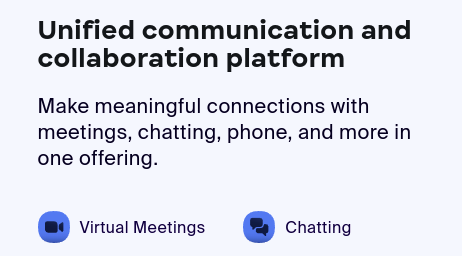 Unified communication and
collaboration platform
Make meaningful connections with
meetings, chatting, phone, and more in
one offering.
Virtual Meetings
Chatting